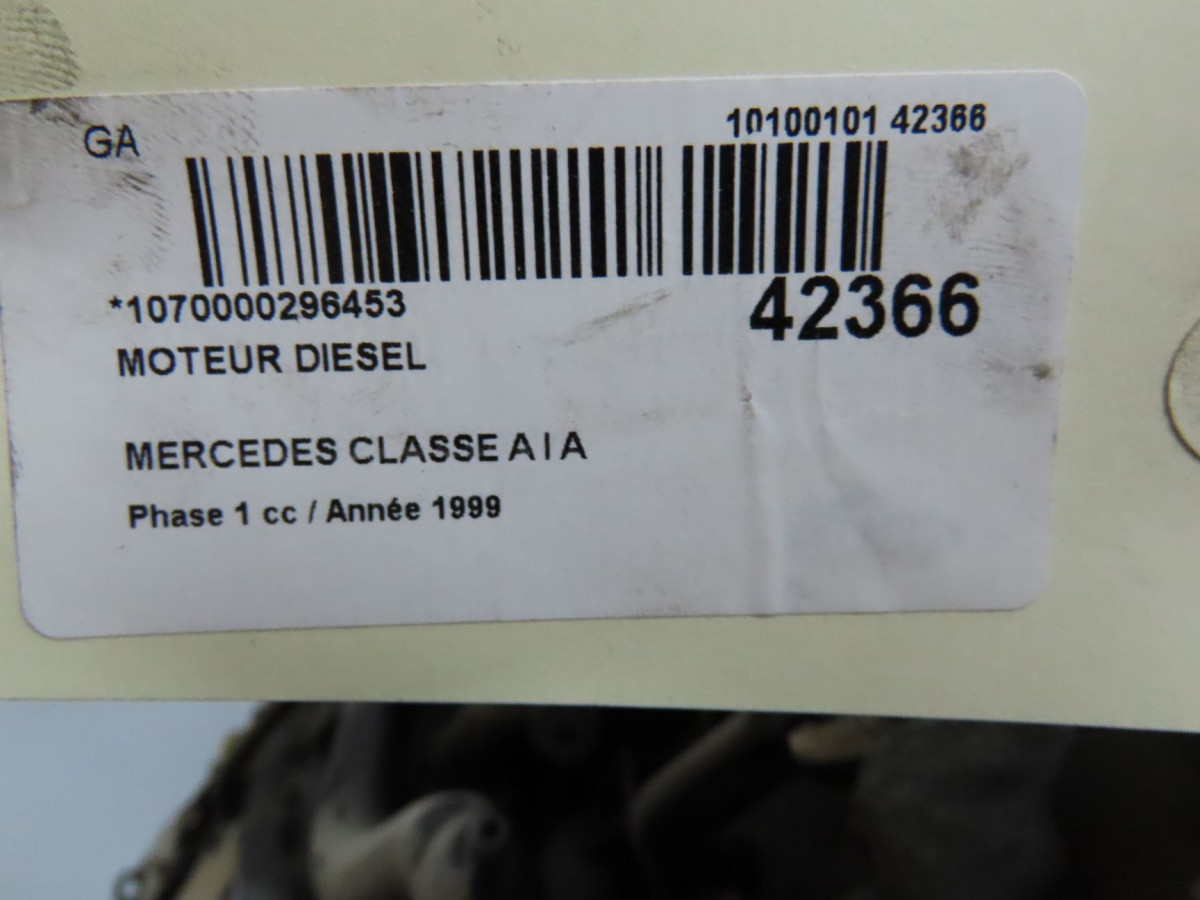 GA
10100101 42366
*1070000296453
42366
MOTEUR DIESEL
MERCEDES CLASSE A I A
Phase 1 cc / Année 1999